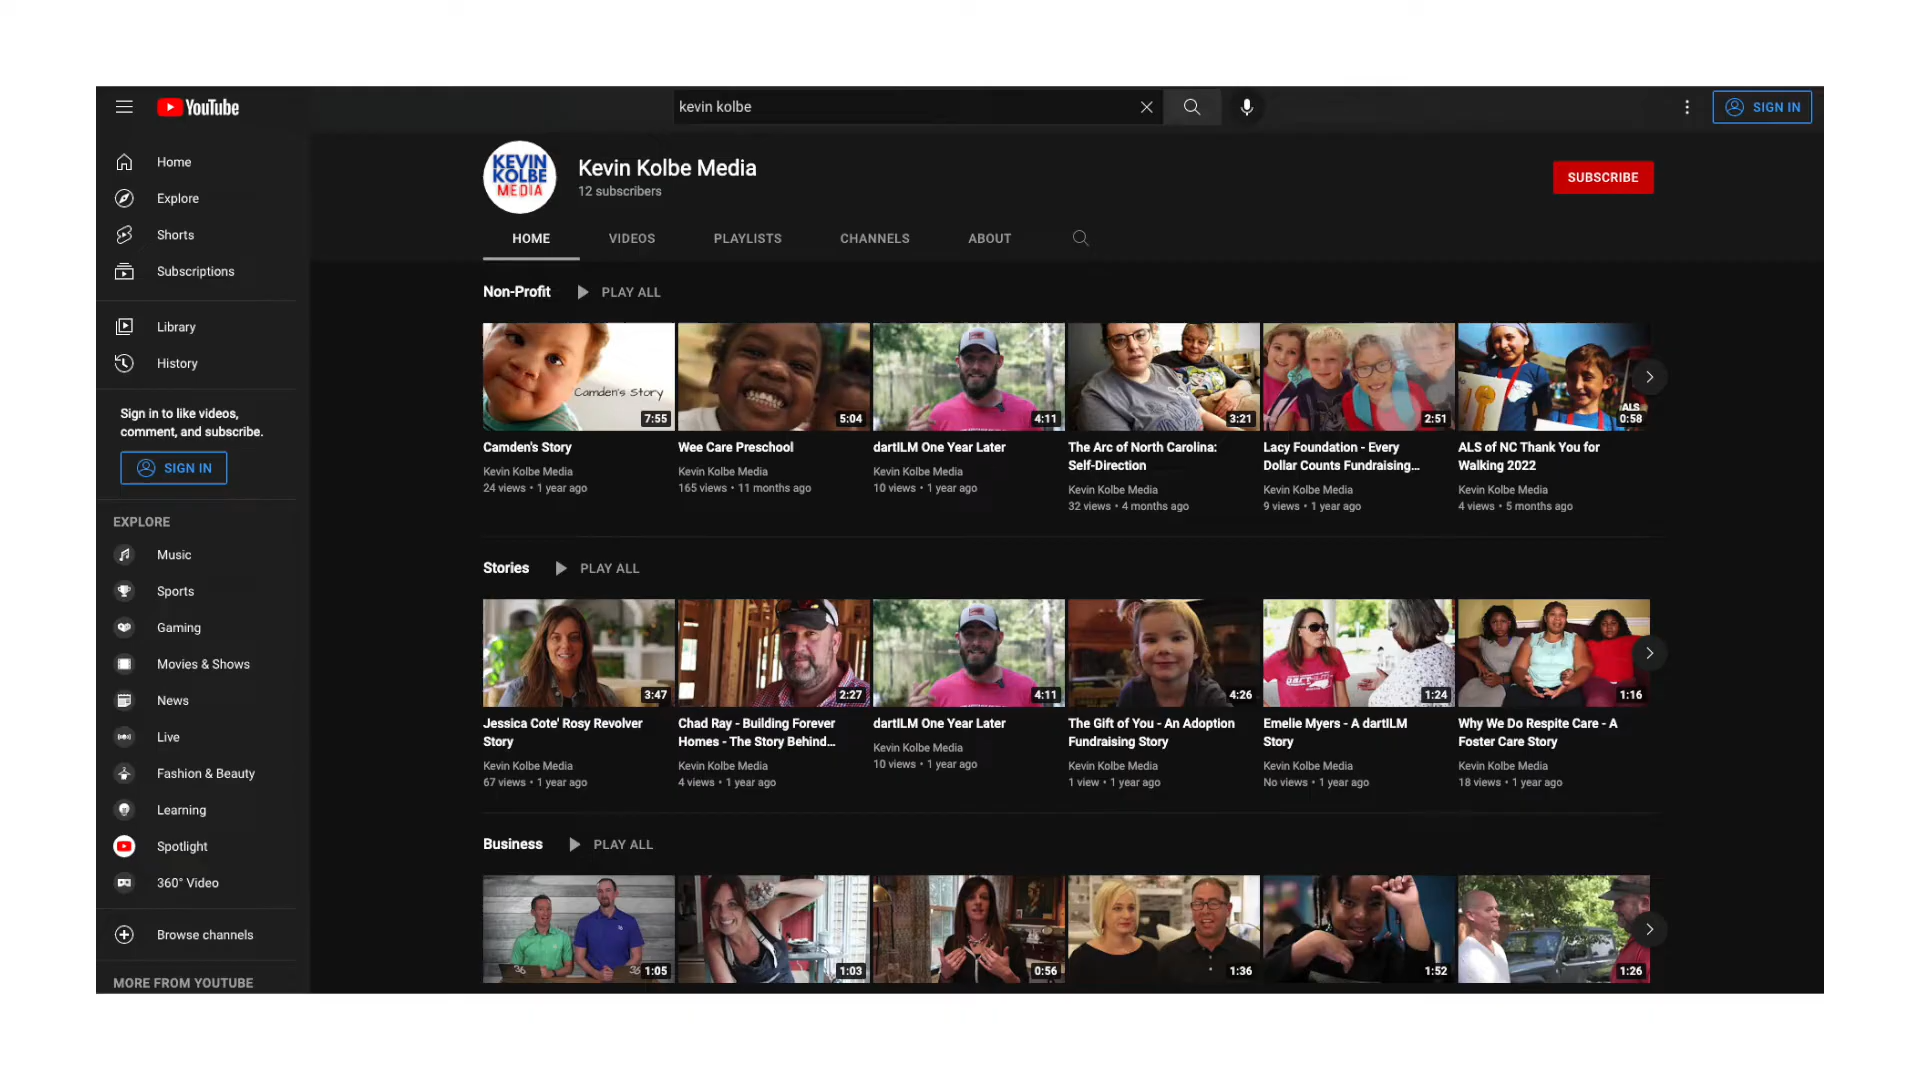 YouTube
kevin kolbe
SIGN IN
Home
Explore
Shorts
Subscriptions
Library
History
Sign in to like videos,
comment, and subscribe.
SIGN IN
EXPLORE
Music
Sports
Gaming
Movies & Shows
News
Live
Fashion & Beauty
Learning
Spotlight
360° Video
Browse channels
MORE FROM YOUTUBE
KEVIN
KOLBE
MEDIA
Kevin Kolbe Media
12 subscribers
SUBSCRIBE
HOME VIDEOS PLAYLISTS CHANNELS ABOUT
Non-Profit PLAY ALL
Camden's Story
7:55
Camden's Story
Kevin Kolbe Media
24 views • 1 year ago
5:04
Wee Care Preschool
Kevin Kolbe Media
165 views • 11 months ago
4:11
dartILM One Year Later
Kevin Kolbe Media
10 views • 1 year ago
3:21
The Arc of North Carolina:
Self-Direction
Kevin Kolbe Media
32 views • 4 months ago
2:51
Lacy Foundation - Every
Dollar Counts Fundraising...
Kevin Kolbe Media
9 views • 1 year ago
ALS
0:58
ALS of NC Thank You for
Walking 2022
Kevin Kolbe Media
4 views • 5 months ago
Stories PLAY ALL
3:47
Jessica Cote' Rosy Revolver
Story
Kevin Kolbe Media
67 views • 1 year ago
2:27
Chad Ray - Building Forever
Homes - The Story Behind...
Kevin Kolbe Media
4 views • 1 year ago
4:11
dartILM One Year Later
Kevin Kolbe Media
10 views • 1 year ago
4:26
The Gift of You - An Adoption
Fundraising Story
Kevin Kolbe Media
1 view • 1 year ago
1:24
Emelie Myers - A dartILM
Story
Kevin Kolbe Media
No views • 1 year ago
1:16
Why We Do Respite Care - A
Foster Care Story
Kevin Kolbe Media
18 views • 1 year ago
Business PLAY ALL
1:05
1:03
0:56
1:36
1:52
1:26